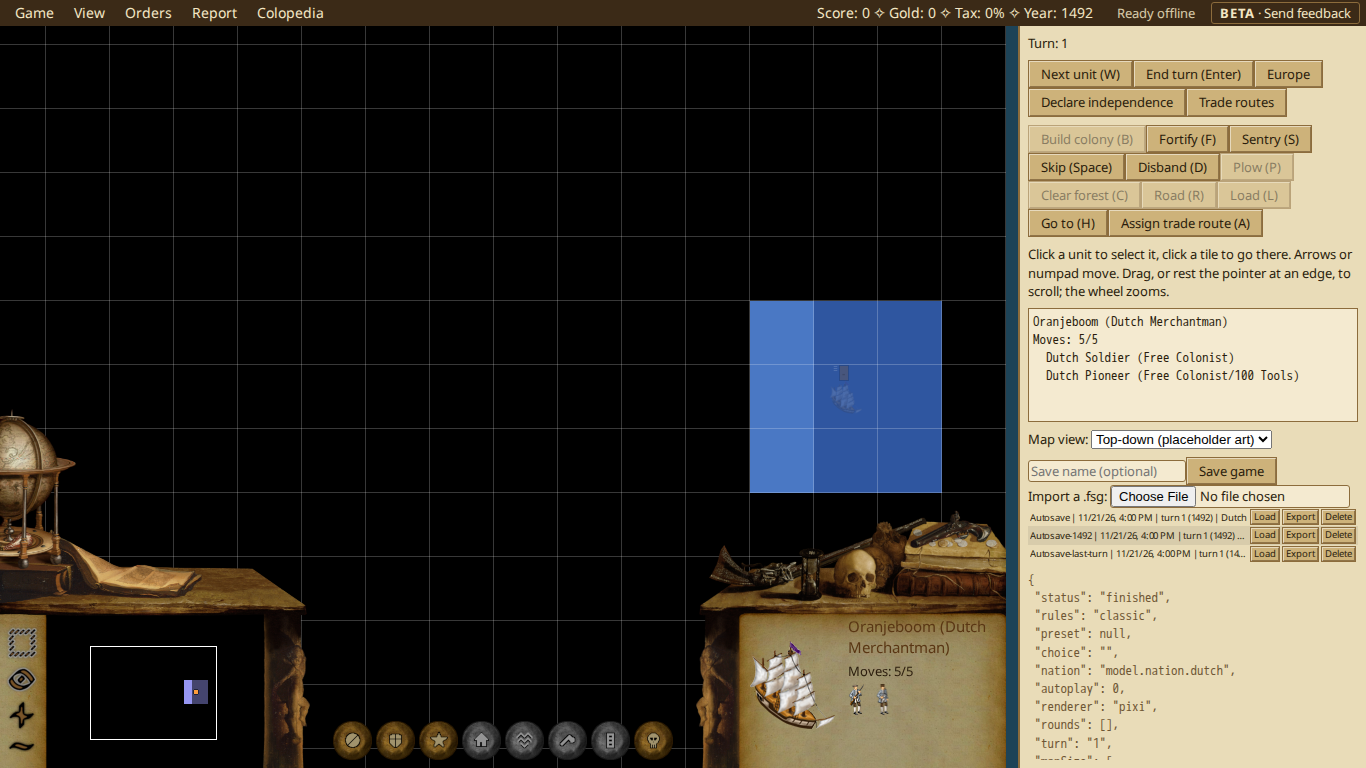 Game View Orders Report Colopedia Score: 0 ✧ Gold: 0 ✧ Tax: 0% ✧ Year: 1492 Ready offline BETA · Send feedback
Turn: 1
Next unit (W) End turn (Enter) Europe
Declare independence Trade routes
Build colony (B) Fortify (F) Sentry (S)
Skip (Space) Disband (D) Plow (P)
Clear forest (C) Road (R) Load (L)
Go to (H) Assign trade route (A)
Click a unit to select it, click a tile to go there. Arrows or
numpad move. Drag, or rest the pointer at an edge, to
scroll; the wheel zooms.
Oranjeboom (Dutch Merchantman)
Moves: 5/5
Dutch Soldier (Free Colonist)
Dutch Pioneer (Free Colonist/100 Tools)
Map view: Top-down (placeholder art)
Save name (optional) Save game
Import a .fsg: Choose File No file chosen
Autosave | 11/21/26, 4:00 PM | turn 1 (1492) | Dutch Load Export Delete
Autosave-1492 | 11/21/26, 4:00 PM | turn 1 (1492) ... Load Export Delete
Autosave-last-turn | 11/21/26, 4:00 PM | turn 1 (14... Load Export Delete
{
"status": "finished",
"rules": "classic",
"preset": null,
"choice": "",
"nation": "model.nation.dutch",
"autoplay": 0,
"renderer": "pixi",
"rounds": [],
"turn": "1",
Oranjeboom (Dutch
Merchantman)
Moves: 5/5